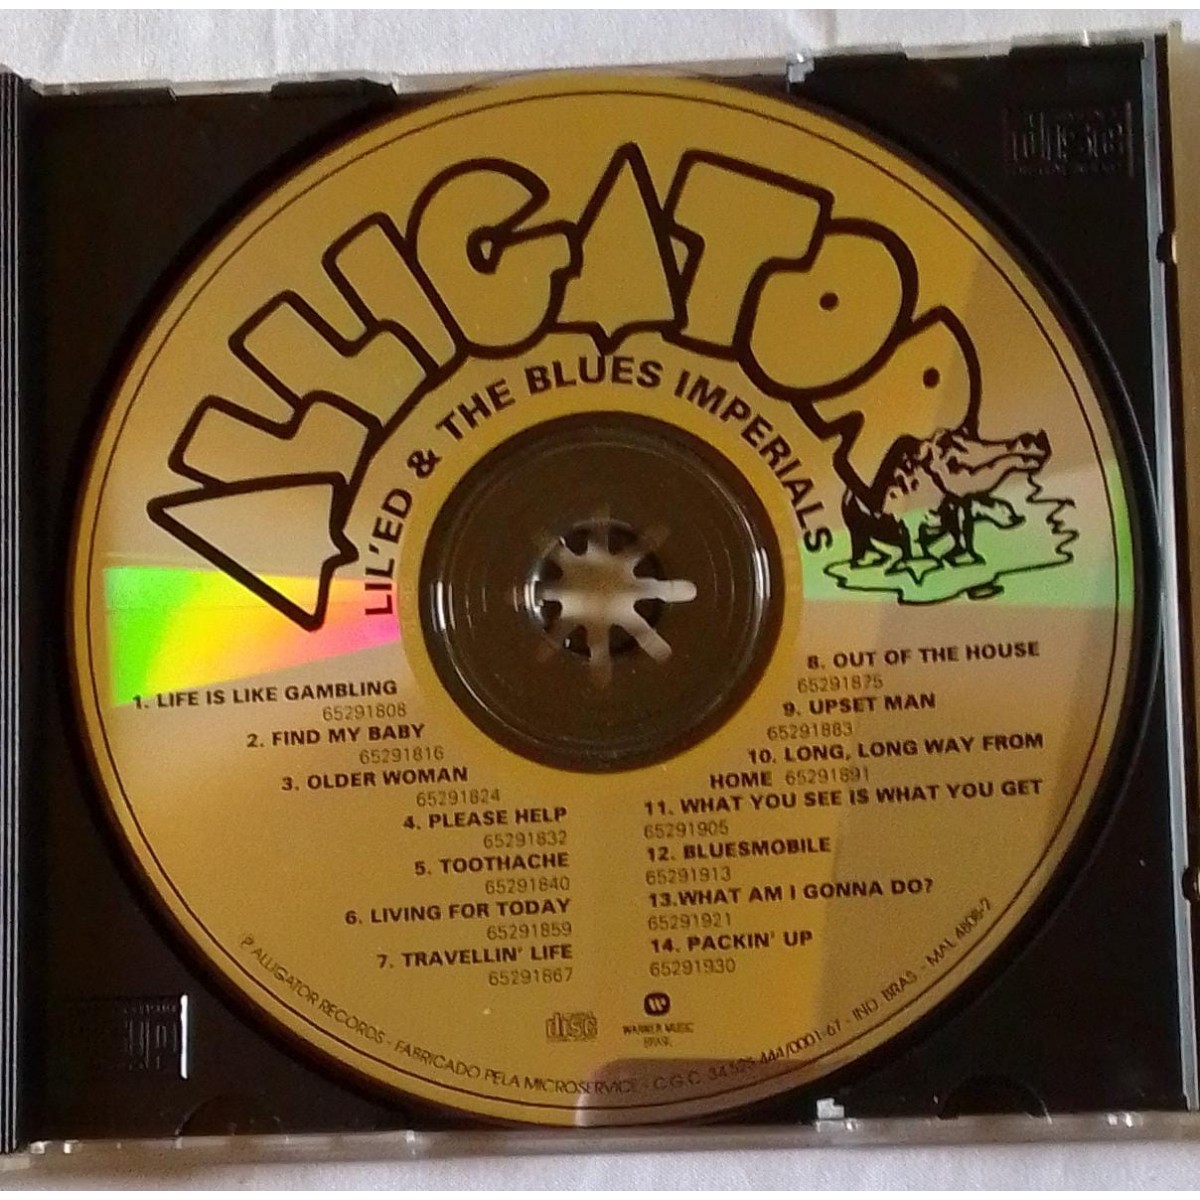 ALLIGATOR
LIL'ED & THE BLUES IMPERIALS
1. LIFE IS LIKE GAMBLING
65291808
2. FIND MY BABY
65291816
3. OLDER WOMAN
65291824
4. PLEASE HELP
65291832
5. TOOTHACHE
65291840
6. LIVING FOR TODAY
65291859
7. TRAVELLIN' LIFE
65291867
8. OUT OF THE HOUSE
65291875
9. UPSET MAN
65291883
10. LONG, LONG WAY FROM
HOME 65291891
11. WHAT YOU SEE IS WHAT YOU GET
65291905
12. BLUESMOBILE
65291913
13.WHAT AM I GONNA DO?
65291921
14. PACKIN' UP
65291930
disc
WARNER MUSIC
BRASIL
P ALLIGATOR RECORDS - FABRICADO PELA MICROSERVICE - C.G.C. 34.525.444/0001-67 - IND. BRAS. - MAL 4808-2
disc